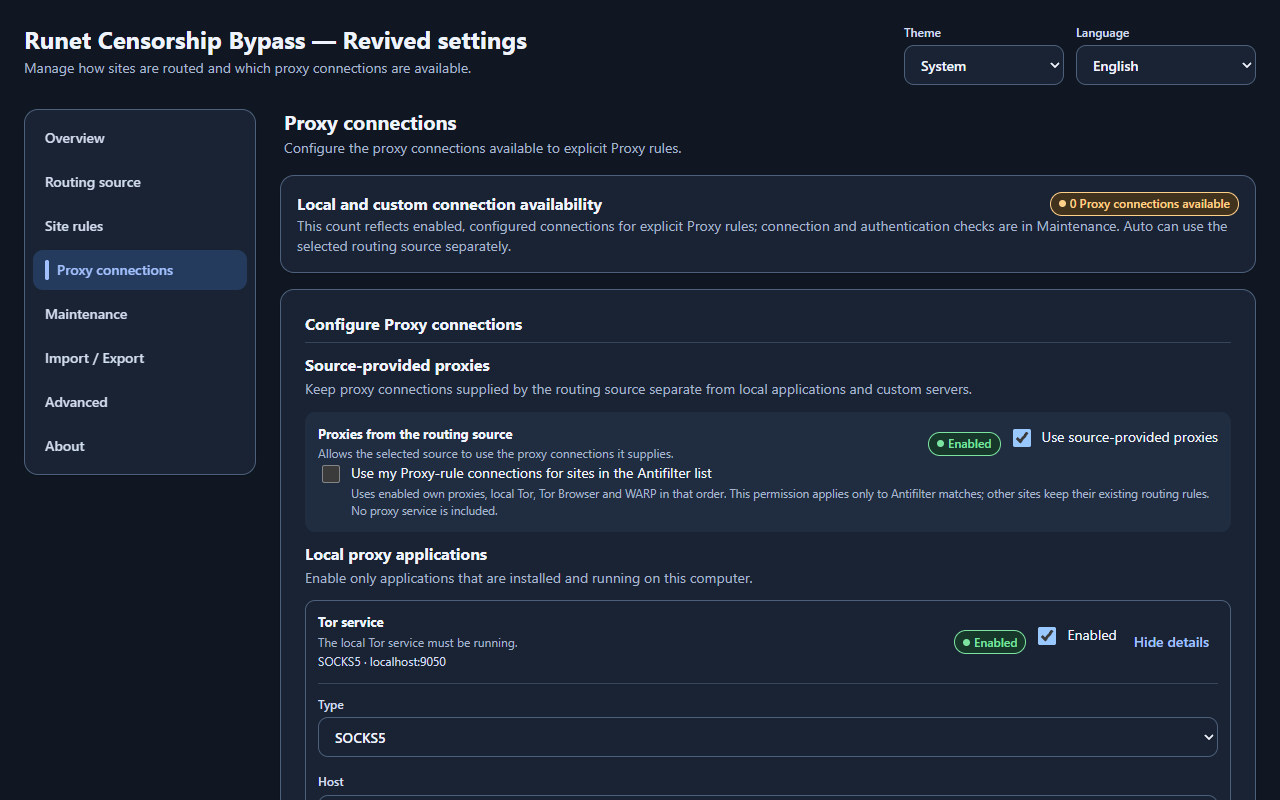 Runet Censorship Bypass — Revived settings
Manage how sites are routed and which proxy connections are available.
Theme
System
Language
English
Overview
Routing source
Site rules
Proxy connections
Maintenance
Import / Export
Advanced
About
Proxy connections
Configure the proxy connections available to explicit Proxy rules.
Local and custom connection availability
0 Proxy connections available
This count reflects enabled, configured connections for explicit Proxy rules; connection and authentication checks are in Maintenance. Auto can use the
selected routing source separately.
Configure Proxy connections
Source-provided proxies
Keep proxy connections supplied by the routing source separate from local applications and custom servers.
Proxies from the routing source
Allows the selected source to use the proxy connections it supplies.
Enabled
Use source-provided proxies
Use my Proxy-rule connections for sites in the Antifilter list
Uses enabled own proxies, local Tor, Tor Browser and WARP in that order. This permission applies only to Antifilter matches; other sites keep their existing routing rules.
No proxy service is included.
Local proxy applications
Enable only applications that are installed and running on this computer.
Tor service
The local Tor service must be running.
SOCKS5 · localhost:9050
Enabled
Enabled
Hide details
Type
SOCKS5
Host